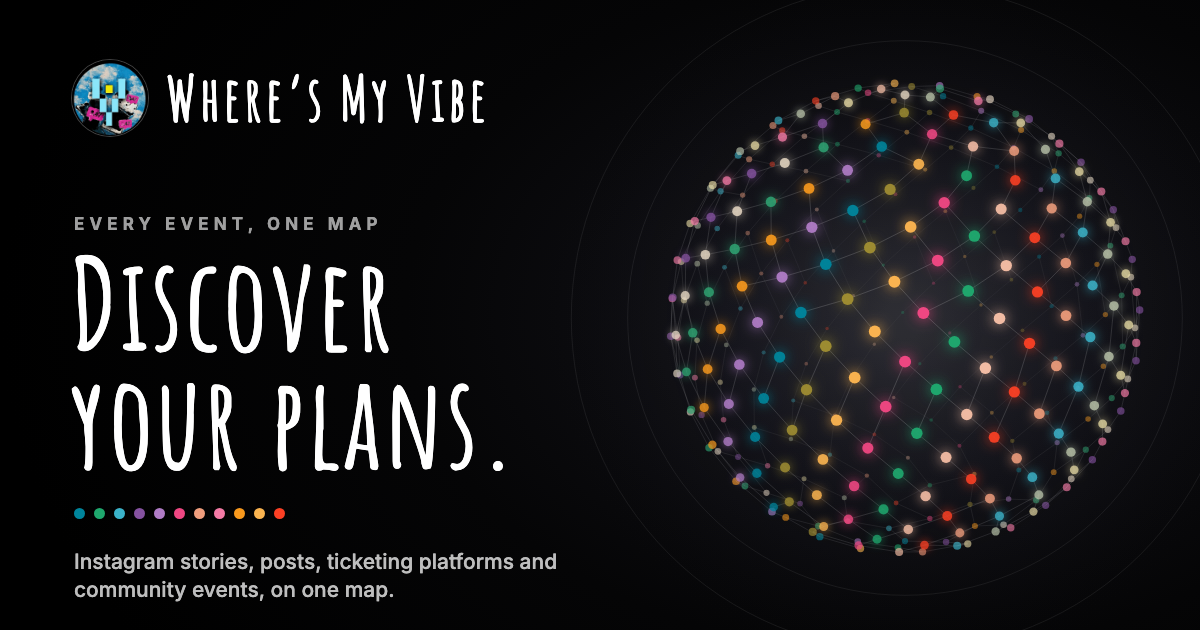 Where's My Vibe
EVERY EVENT, ONE MAP
Discover
your plans.
Instagram stories, posts, ticketing platforms and
community events, on one map.